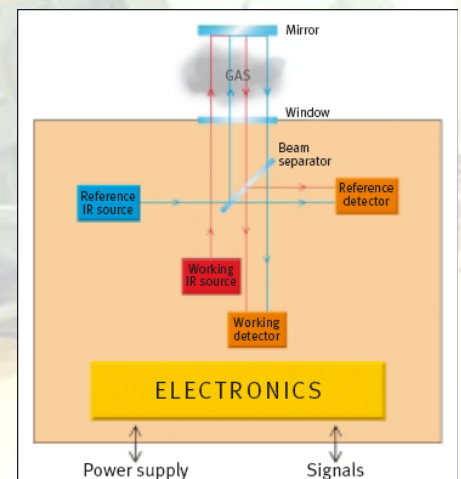 Mirror
GAS
Window
Beam
separator
Reference
IR source
Reference
detector
Working
IR source
Working
detector
ELECTRONICS
Power supply
Signals